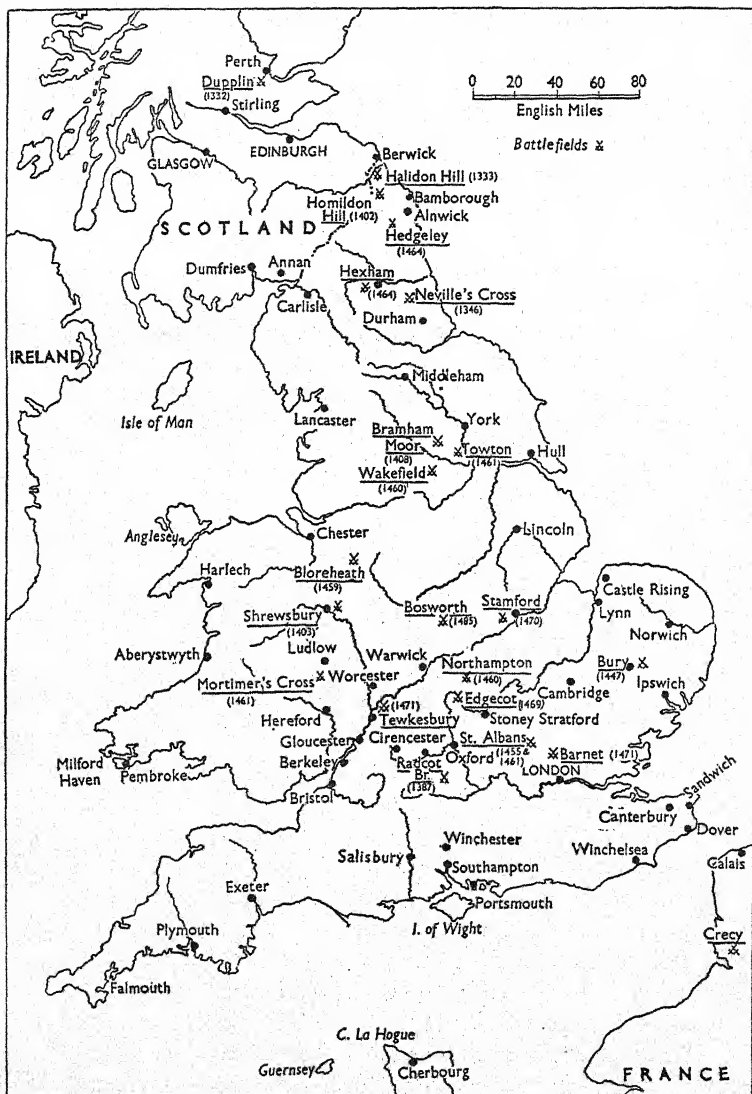 Perth
Dupplin
(1332)
Stirling
0 20 40 60 80
English Miles
Battlefields
GLASGOW
EDINBURGH
Berwick
Halidon Hill (1333)
Homildon
Hill (1402)
Bamborough
Alnwick
SCOTLAND
Hedgeley
(1464)
Dumfries
Annan
Hexham
(1464)
Carlisle
Neville's Cross
(1346)
Durham
IRELAND
Isle of Man
Middleham
Lancaster
York
Bramham
Moor
(1408)
Towton
(1461)
Hull
Wakefield
(1460)
Anglesey
Chester
Lincoln
Harlech
Bloreheath
(1459)
Castle Rising
Lynn
Shrewsbury
(1403)
Bosworth
(1485)
Stamford
(1470)
Norwich
Ludlow
Aberystwyth
Warwick
Northampton
(1460)
Bury
(1447)
Mortimer's Cross
(1461)
Worcester
Cambridge
Ipswich
Edgecot (1469)
(1471)
Tewkesbury
Hereford
Stoney Stratford
Gloucester
Cirencester
St. Albans
(1455 &
1461)
Barnet (1471)
Milford
Haven
Pembroke
Berkeley
Radcot
Br.
(1387)
Oxford
LONDON
Bristol
Sandwich
Canterbury
Dover
Winchester
Salisbury
Southampton
Winchelsea
Calais
Portsmouth
Exeter
I. of Wight
Plymouth
Crecy
Falmouth
C. La Hogue
Guernsey
Cherbourg
FRANCE